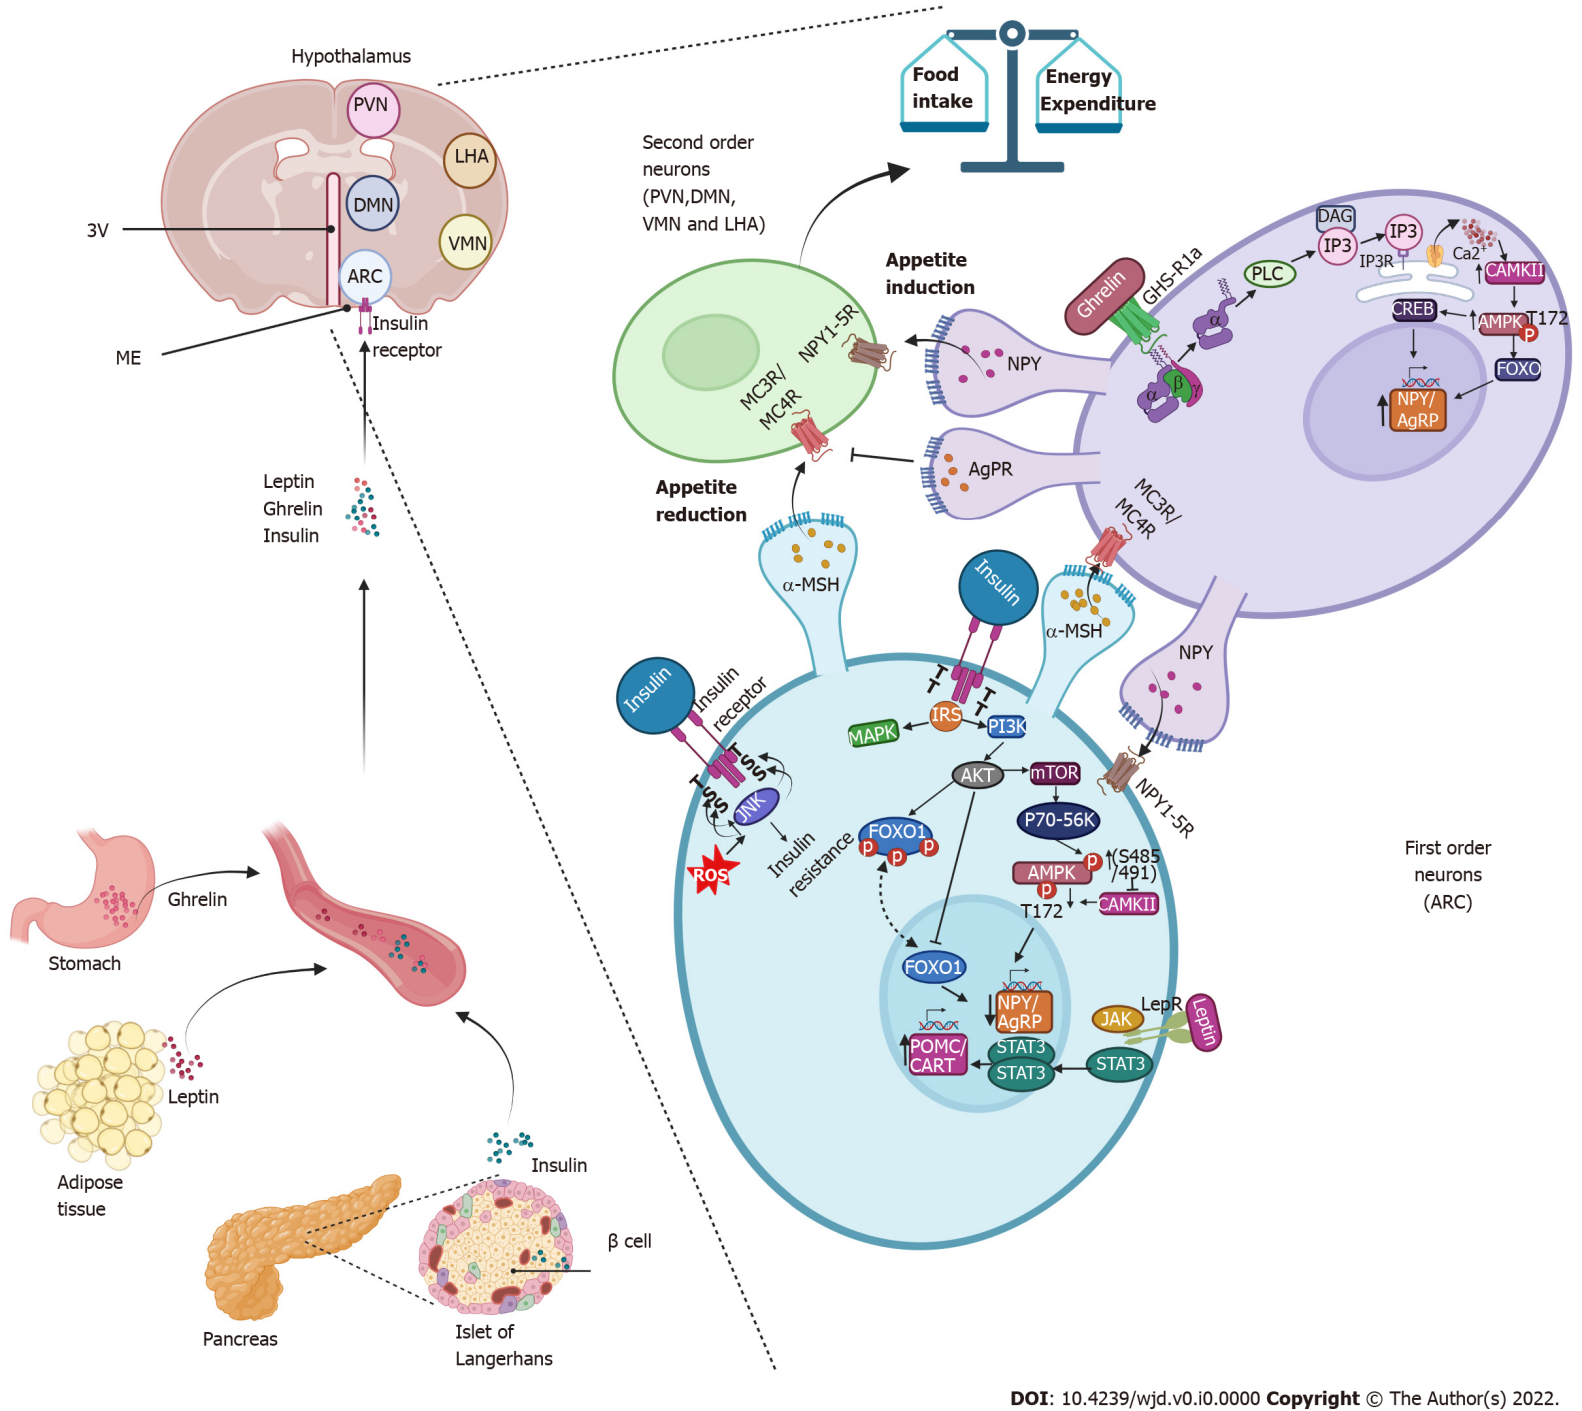 Hypothalamus
PVN
LHA
DMN
VMN
3V
ARC
Insulin
receptor
ME
Leptin
Ghrelin
Insulin
Ghrelin
Stomach
Leptin
Adipose
tissue
Insulin
β cell
Pancreas
Islet of
Langerhans
Food
intake
Energy
Expenditure
Second order
neurons
(PVN,DMN,
VMN and LHA)
Appetite
induction
NPY1-5R
MC3R/
MC4R
Appetite
reduction
NPY
AgPR
Ghrelin
GHS-R1a
α
β
γ
α
PLC
DAG
IP3
IP3
IP3R
Ca2+
CAMKII
CREB
AMPK
T172
P
FOXO
NPY/
AgRP
MC3R/
MC4R
α-MSH
Insulin
α-MSH
NPY
NPY1-5R
Insulin
Insulin
receptor
T
T
T
T
IRS
MAPK
PI3K
AKT
mTOR
P70-56K
T
S
S
T
S
S
JNK
ROS
Insulin
resistance
FOXO1
p
p
p
AMPK
p
p
(S485
/491)
CAMKII
T172
FOXO1
NPY/
AgRP
POMC/
CART
STAT3
STAT3
STAT3
JAK
LepR
Leptin
First order
neurons
(ARC)
DOI: 10.4239/wjd.v0.i0.0000 Copyright © The Author(s) 2022.